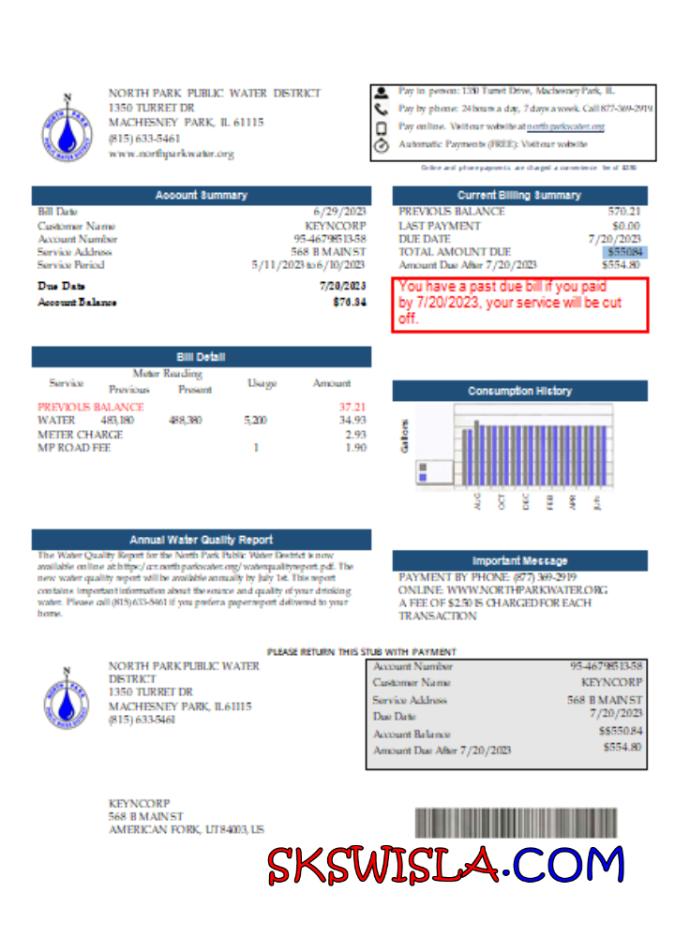 NORTH PARK PUBLIC WATER DISTRICT
1350 TURRET DR
MACHESNEY PARK, IL 61115
(815) 633-5461
www.northparkwater.org
Pay in person: 1350 Turret Drive, Machesney Park, IL
Pay by phone: 24 hours a day, 7 days a week. Call 877-369-2919
Pay online. Visit our website at northparkwater.org
Automatic Payments (FREE): Visit our website
Online and phone payments are charged a convenience fee of $2.50
Account Summary
Bill Date 6/29/2023
Customer Name KEYNCORP
Account Number 95-46798513-58
Service Address 568 B MAIN ST
Service Period 5/11/2023 to 6/10/2023
Due Date 7/20/2023
Account Balance $76.94
Current Billing Summary
PREVIOUS BALANCE 570.21
LAST PAYMENT $0.00
DUE DATE 7/20/2023
TOTAL AMOUNT DUE $550.84
Amount Due After 7/20/2023 $554.80
You have a past due bill if you paid
by 7/20/2023, your service will be cut
off.
Bill Detail
Meter Reading
Service Previous Present Usage Amount
PREVIOUS BALANCE 37.21
WATER 483,180 488,380 5,200 34.93
METER CHARGE 2.93
MP ROAD FEE 1 1.90
Consumption History
Gallons
AUG OCT DEC FEB APR JUN
Annual Water Quality Report
The Water Quality Report for the North Park Public Water District is now
available online at https:/ccr.northparkwater.org/waterqualityreport.pdf. The
new water quality report will be available annually by July 1st. This report
contains important information about the source and quality of your drinking
water. Please call (815) 633-5461 if you prefer a paper report delivered to your
home.
Important Message
PAYMENT BY PHONE: (877) 369-2919
ONLINE: WWW.NORTHPARKWATER.ORG
A FEE OF $2.50 IS CHARGED FOR EACH
TRANSACTION
PLEASE RETURN THIS STUB WITH PAYMENT
NORTH PARK PUBLIC WATER
DISTRICT
1350 TURRET DR
MACHESNEY PARK, IL 61115
(815) 633-5461
Account Number 95-46798513-58
Customer Name KEYNCORP
Service Address 568 B MAIN ST
Due Date 7/20/2023
Account Balance $$550.84
Amount Due After 7/20/2023 $554.80
KEYNCORP
568 B MAIN ST
AMERICAN FORK, UT 84003, US
SKSWISLA.COM